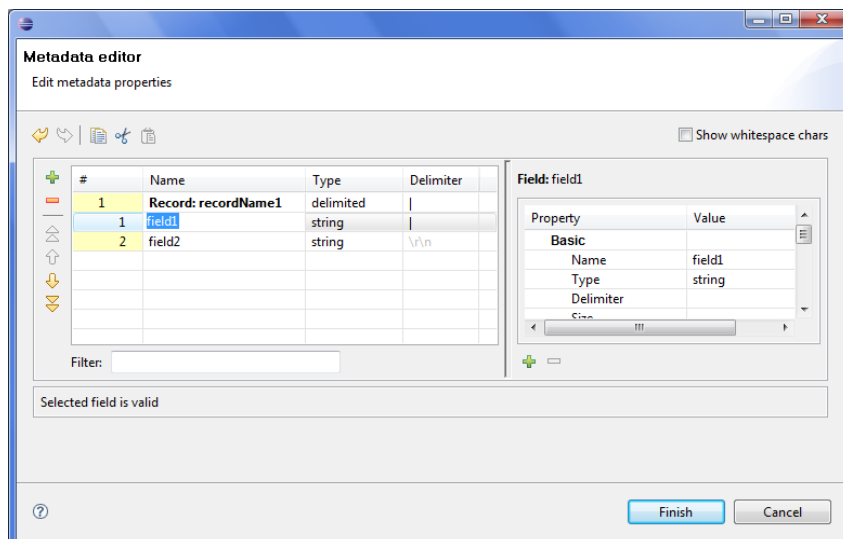 Metadata editor
Edit metadata properties
Show whitespace chars
# Name Type Delimiter
1 Record: recordName1 delimited |
1 field1 string |
2 field2 string \r\n
Filter:
Field: field1
Property Value
Basic
Name field1
Type string
Delimiter
Size
Selected field is valid
Finish Cancel